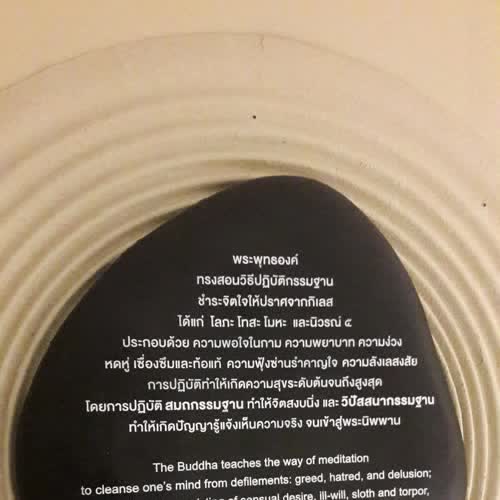 พระพุทธองค์
ทรงสอนวิธีปฏิบัติกรรมฐาน
ชำระจิตใจให้ปราศจากกิเลส
ได้แก่ โลภะ โทสะ โมหะ และนิวรณ์ ๕
ประกอบด้วย ความพอใจในกาม ความพยาบาท ความง่วง
หดหู่ เซื่องซึมและท้อแท้ ความฟุ้งซ่านรำคาญใจ ความลังเลสงสัย
การปฏิบัติทำให้เกิดความสุขระดับต้นจนถึงสูงสุด
โดยการปฏิบัติ สมถกรรมฐาน ทำให้จิตสงบนิ่ง และ วิปัสสนากรรมฐาน
ทำให้เกิดปัญญารู้แจ้งเห็นความจริง จนเข้าสู่พระนิพพาน
The Buddha teaches the way of meditation
to cleanse one's mind from defilements: greed, hatred, and delusion;
of sensual desire, ill-will, sloth and torpor,